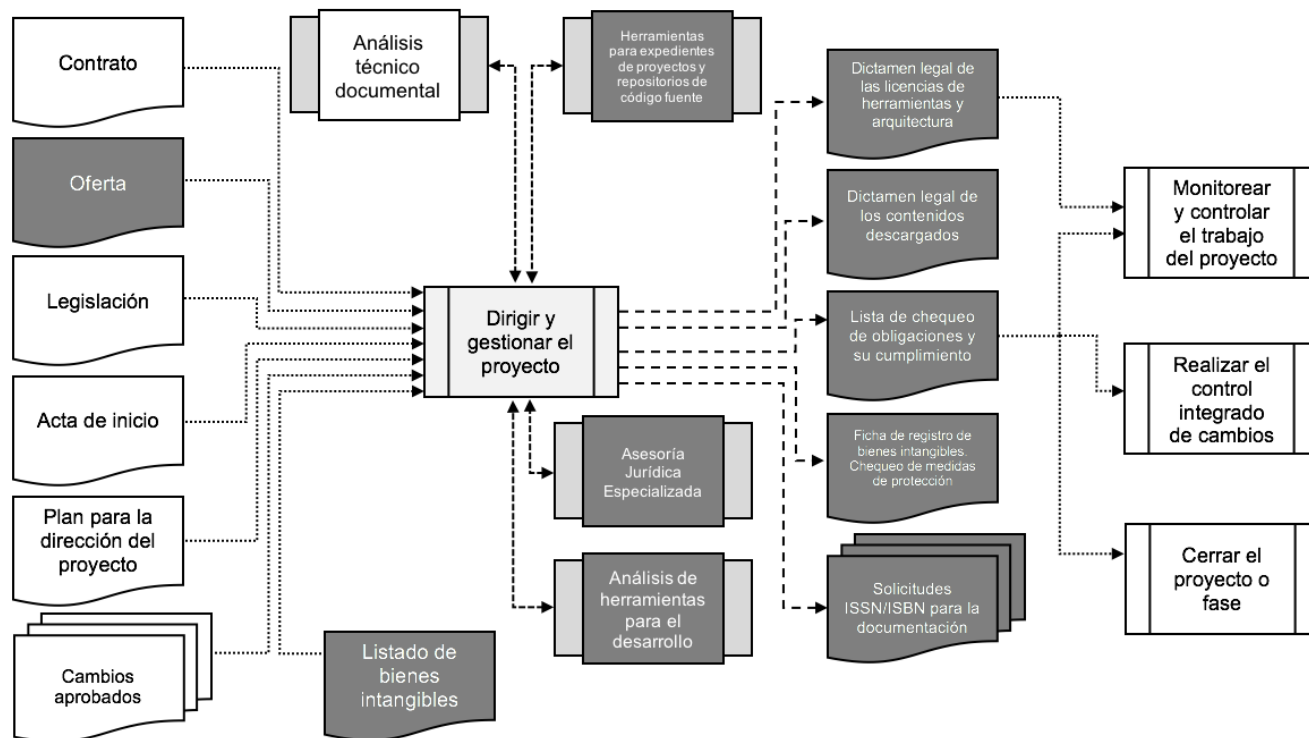 Contrato
Oferta
Legislación
Acta de inicio
Plan para la
dirección del
proyecto
Cambios
aprobados
Listado de
bienes
intangibles
Análisis
técnico
documental
Herramientas
para expedientes
de proyectos y
repositorios de
código fuente
Dirigir y
gestionar el
proyecto
Asesoría
Jurídica
Especializada
Análisis de
herramientas
para el
desarrollo
Dictamen legal de
las licencias de
herramientas y
arquitectura
Dictamen legal de
los contenidos
descargados
Lista de chequeo
de obligaciones y
su cumplimiento
Ficha de registro de
bienes intangibles.
Chequeo de medidas
de protección
Solicitudes
ISSN/ISBN para la
documentación
Monitorear
y controlar
el trabajo
del proyecto
Realizar el
control
integrado
de cambios
Cerrar el
proyecto o
fase